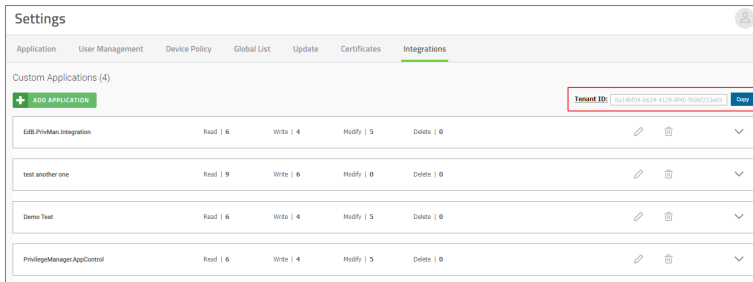 Settings
Application User Management Device Policy Global List Update Certificates Integrations
Custom Applications (4)
ADD APPLICATION Tenant ID: Copy
EdB.PrivMan.Integration Read | 6 Write | 4 Modify | 5 Delete | 0
test another one Read | 9 Write | 6 Modify | 0 Delete | 0
Demo Test Read | 6 Write | 4 Modify | 5 Delete | 0
PrivilegeManager.AppControl Read | 6 Write | 4 Modify | 5 Delete | 0